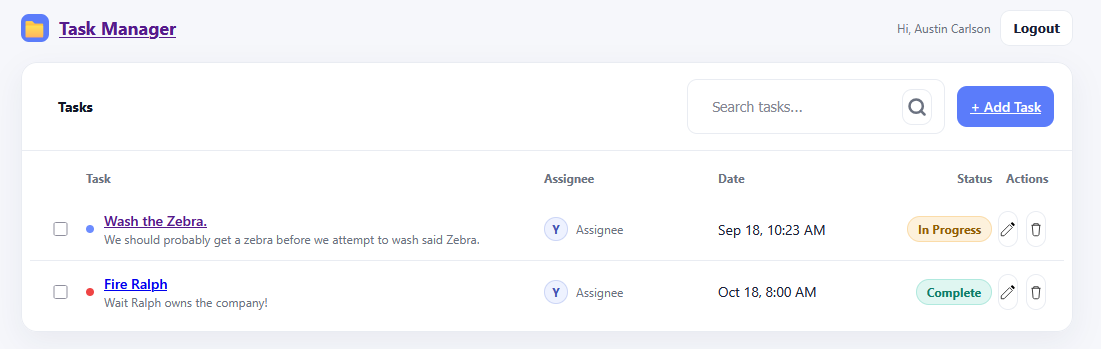 Task Manager
Hi, Austin Carlson
Logout
Tasks
Search tasks...
+ Add Task
Task Assignee Date Status Actions
Wash the Zebra.
We should probably get a zebra before we attempt to wash said Zebra.
Y Assignee
Sep 18, 10:23 AM
In Progress
Fire Ralph
Wait Ralph owns the company!
Y Assignee
Oct 18, 8:00 AM
Complete